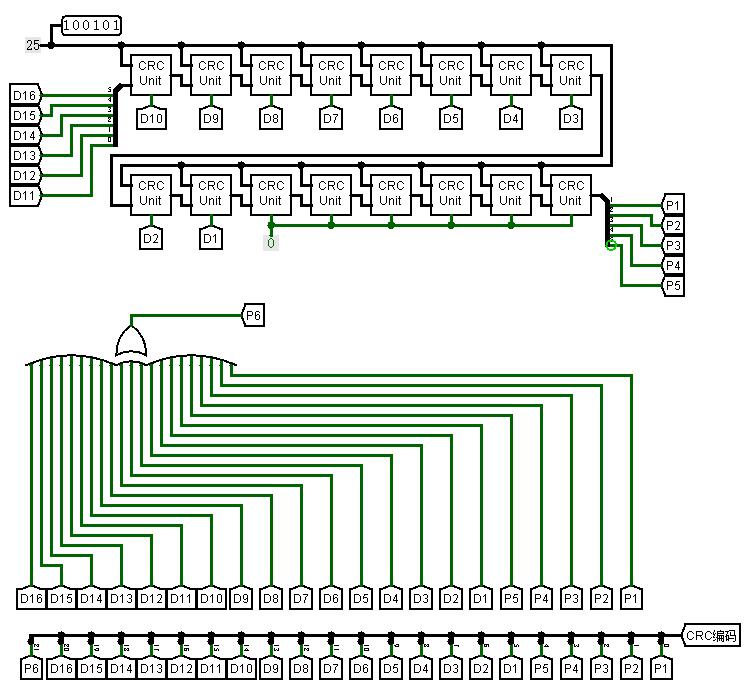 100101
25
CRC CRC CRC CRC CRC CRC CRC CRC
Unit Unit Unit Unit Unit Unit Unit Unit
D16
D15
D14
D13
D12
D11
D10 D9 D8 D7 D6 D5 D4 D3
CRC CRC CRC CRC CRC CRC CRC CRC
Unit Unit Unit Unit Unit Unit Unit Unit
D2 D1
0
P1
P2
P3
P4
P5
P6
D16 D15 D14 D13 D12 D11 D10 D9 D8 D7 D6 D5 D4 D3 D2 D1 P5 P4 P3 P2 P1
CRC编码
P6 D16 D15 D14 D13 D12 D11 D10 D9 D8 D7 D6 D5 D4 D3 D2 D1 P5 P4 P3 P2 P1